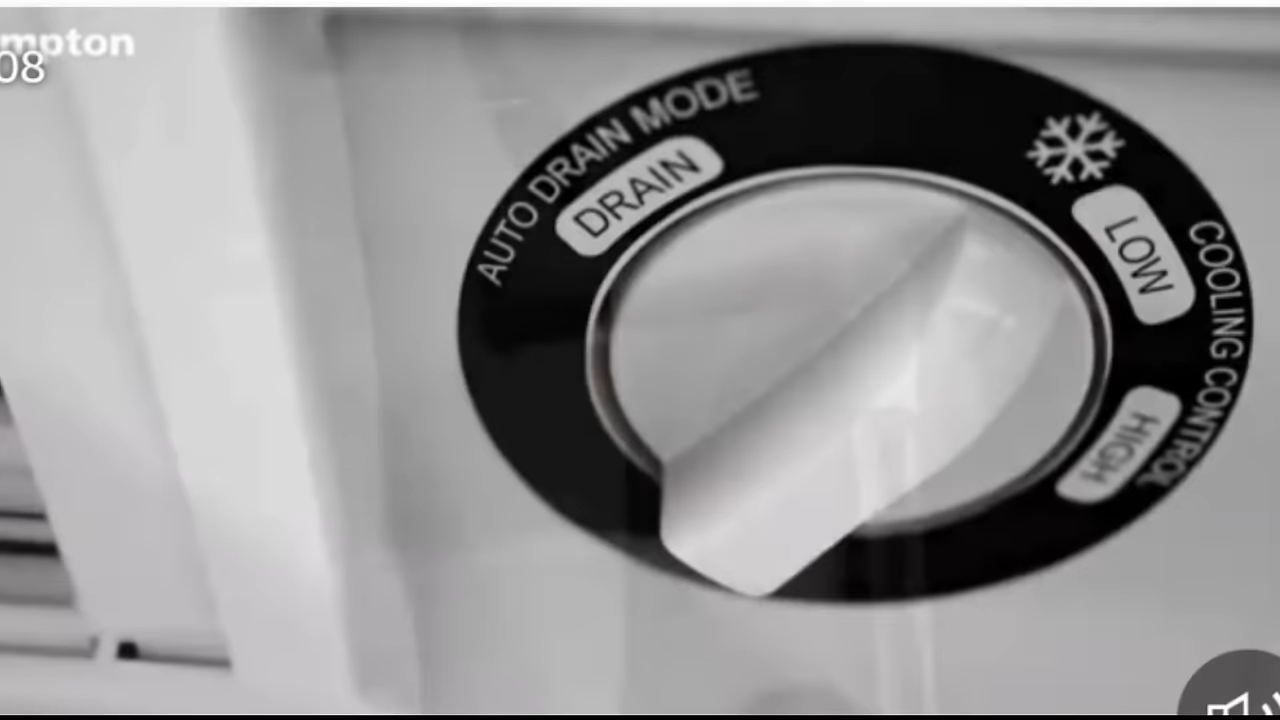 mpton
08
AUTO DRAIN MODE
DRAIN
LOW
COOLING CONTROL
HIGH